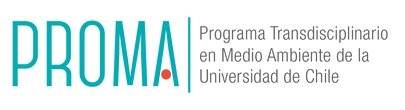 PROMA
Programa Transdisciplinario
en Medio Ambiente de la
Universidad de Chile